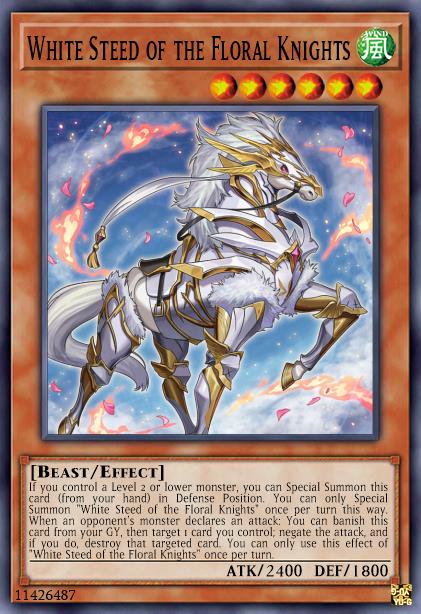 White Steed of the Floral Knights
WIND
風
[Beast/Effect]
If you control a Level 2 or lower monster, you can Special Summon this
card (from your hand) in Defense Position. You can only Special
Summon "White Steed of the Floral Knights" once per turn this way.
When an opponent's monster declares an attack: You can banish
this card from your GY, then target 1 card you control; negate the attack, and
if you do, destroy that targeted card. You can only use this effect of
"White Steed of the Floral Knights" once per turn.
ATK/2400 DEF/1800
11426487